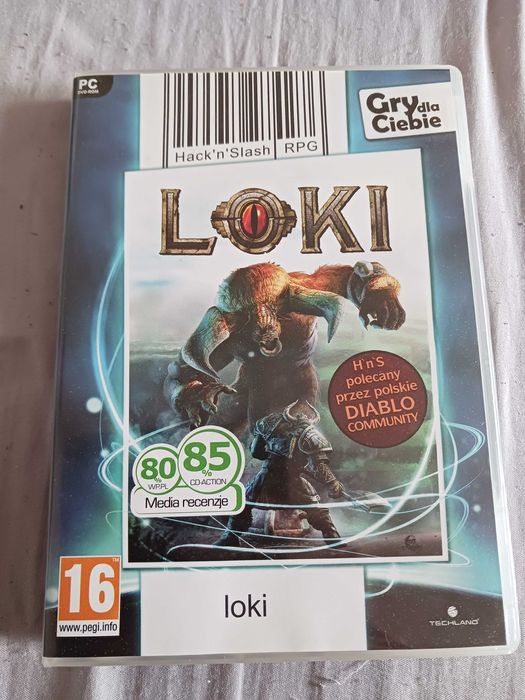 PC
DVD-ROM
Hack'n'Slash RPG
Gry dla
Ciebie
LOKI
H'n'S
polecany
przez polskie
DIABLO
COMMUNITY
80%
WP.PL
85%
CD-ACTION
Media recenzje
16
www.pegi.info
loki
TECHLAND